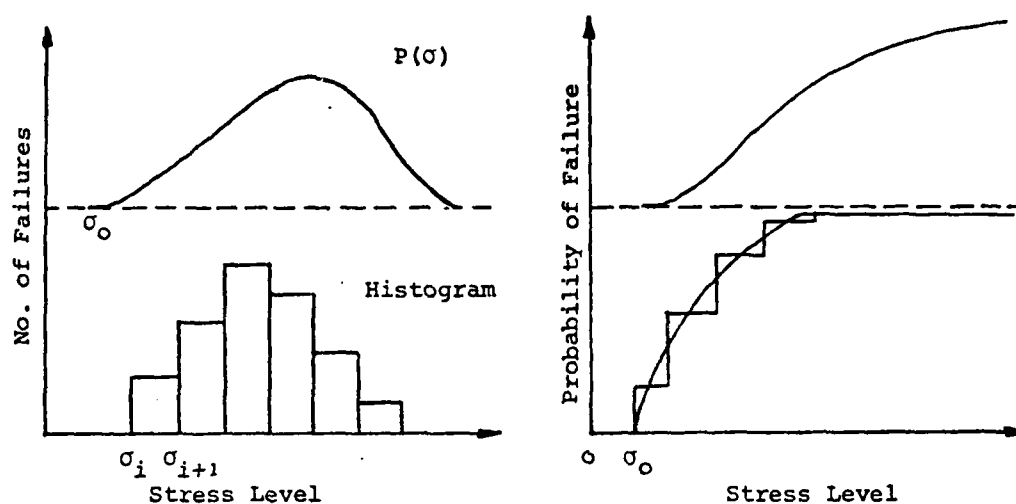 P(σ)
No. of Failures
σo
Histogram
σi σi+1
Stress Level
Probability of Failure
o σo
Stress Level